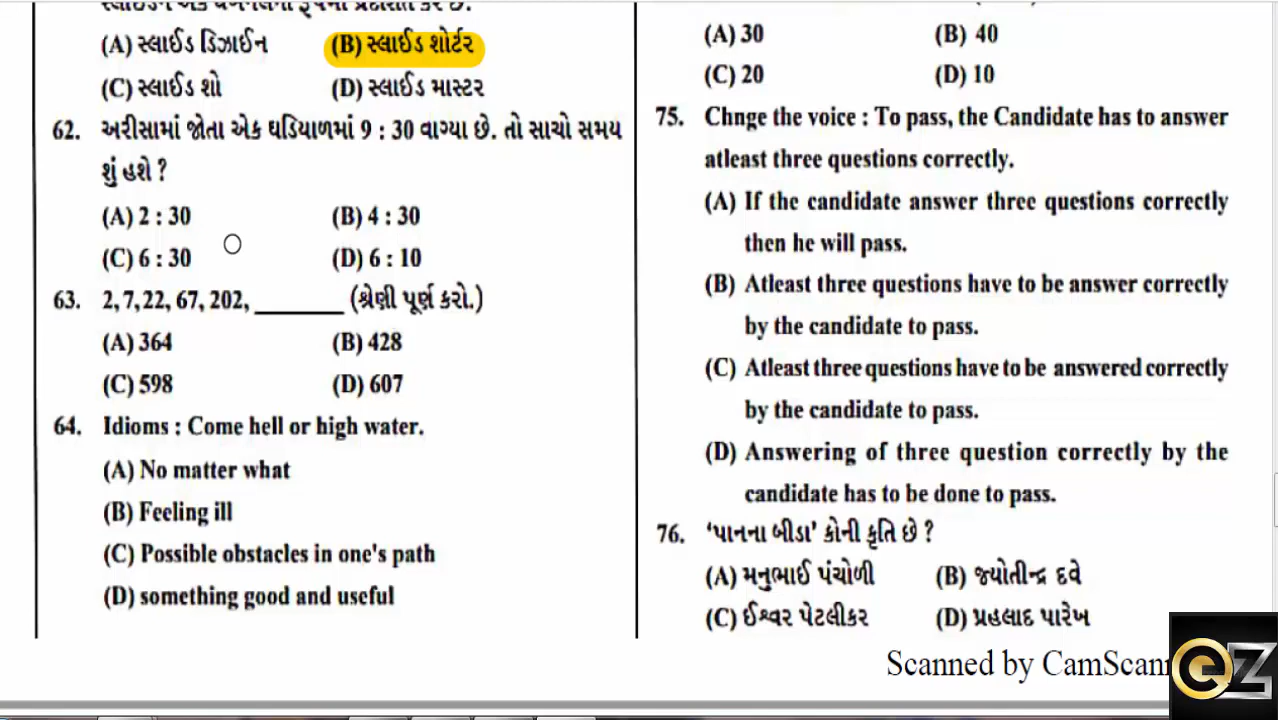 (A) સ્લાઈડ ડિઝાઈન (B) સ્લાઈડ શોર્ટર
(C) સ્લાઈડ શો (D) સ્લાઈડ માસ્ટર
62. અરીસામાં જોતા એક ઘડિયાળમાં 9 : 30 વાગ્યા છે. તો સાચો સમય
શું હશે ?
(A) 2 : 30 (B) 4 : 30
(C) 6 : 30 (D) 6 : 10
63. 2, 7, 22, 67, 202, ________ (શ્રેણી પૂર્ણ કરો.)
(A) 364 (B) 428
(C) 598 (D) 607
64. Idioms : Come hell or high water.
(A) No matter what
(B) Feeling ill
(C) Possible obstacles in one's path
(D) something good and useful
(A) 30 (B) 40
(C) 20 (D) 10
75. Chnge the voice : To pass, the Candidate has to answer
atleast three questions correctly.
(A) If the candidate answer three questions correctly
then he will pass.
(B) Atleast three questions have to be answer correctly
by the candidate to pass.
(C) Atleast three questions have to be answered correctly
by the candidate to pass.
(D) Answering of three question correctly by the
candidate has to be done to pass.
76. ‘પાનના બીડા’ કોની કૃતિ છે ?
(A) મનુભાઈ પંચોળી (B) જ્યોતીન્દ્ર દવે
(C) ઈશ્વર પેટલીકર (D) પ્રહલાદ પારેખ
Scanned by CamScann
eZ